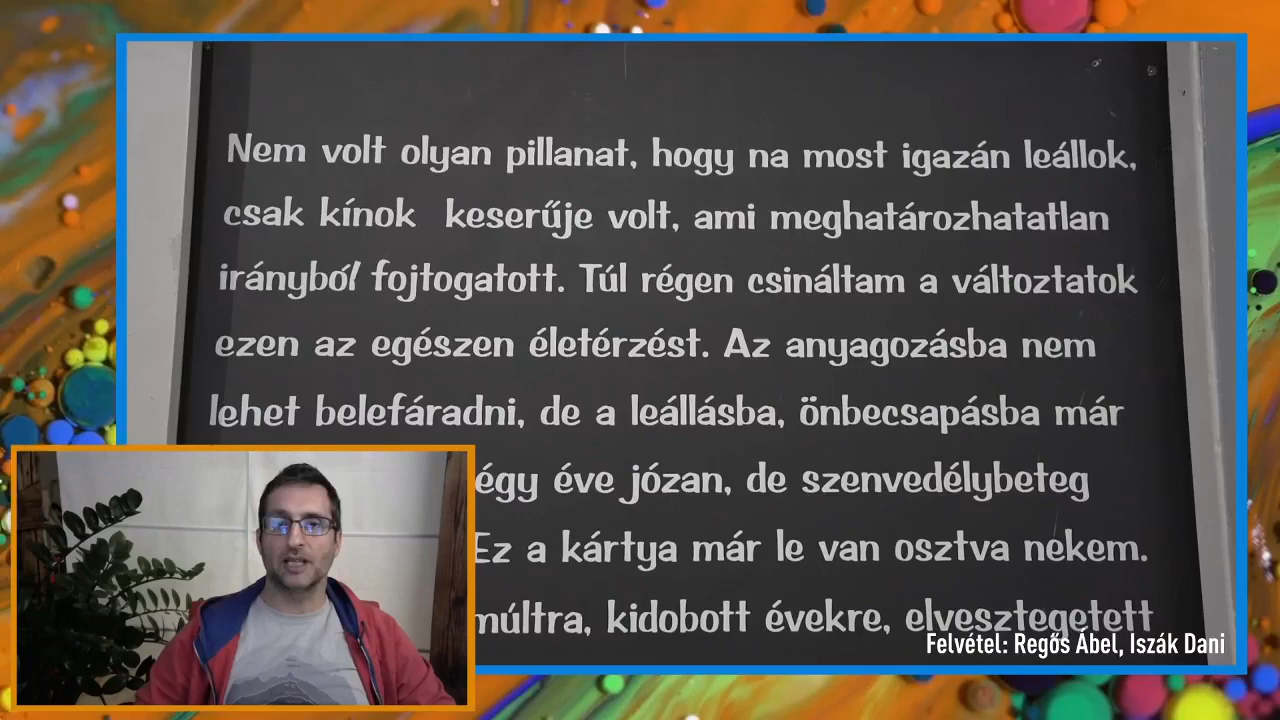 Nem volt olyan pillanat, hogy na most igazán leállok,
csak kínok keserűje volt, ami meghatározhatatlan
irányból fojtogatott. Túl régen csináltam a változtatok
ezen az egészen életérzést. Az anyagozásba nem
lehet belefáradni, de a leállásba, önbecsapásba már
éve józan, de szenvedélybeteg
Ez a kártya már le van osztva nekem.
múltra, kidobott évekre, elvesztegetett
Felvétel: Regős Ábel, Iszák Dani